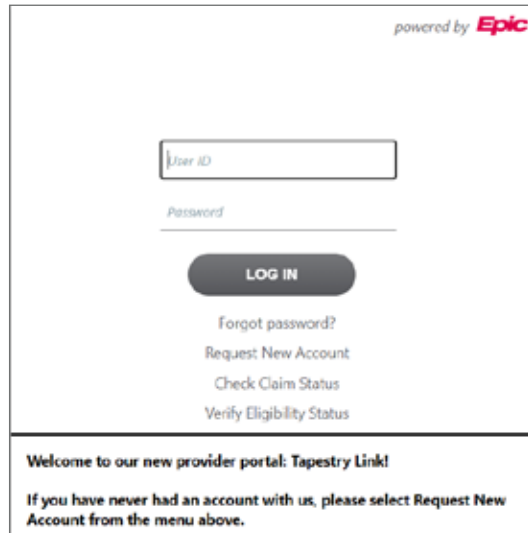 powered by Epic
User ID
Password
LOG IN
Forgot password?
Request New Account
Check Claim Status
Verify Eligibility Status
Welcome to our new provider portal: Tapestry Link!
If you have never had an account with us, please select Request New
Account from the menu above.